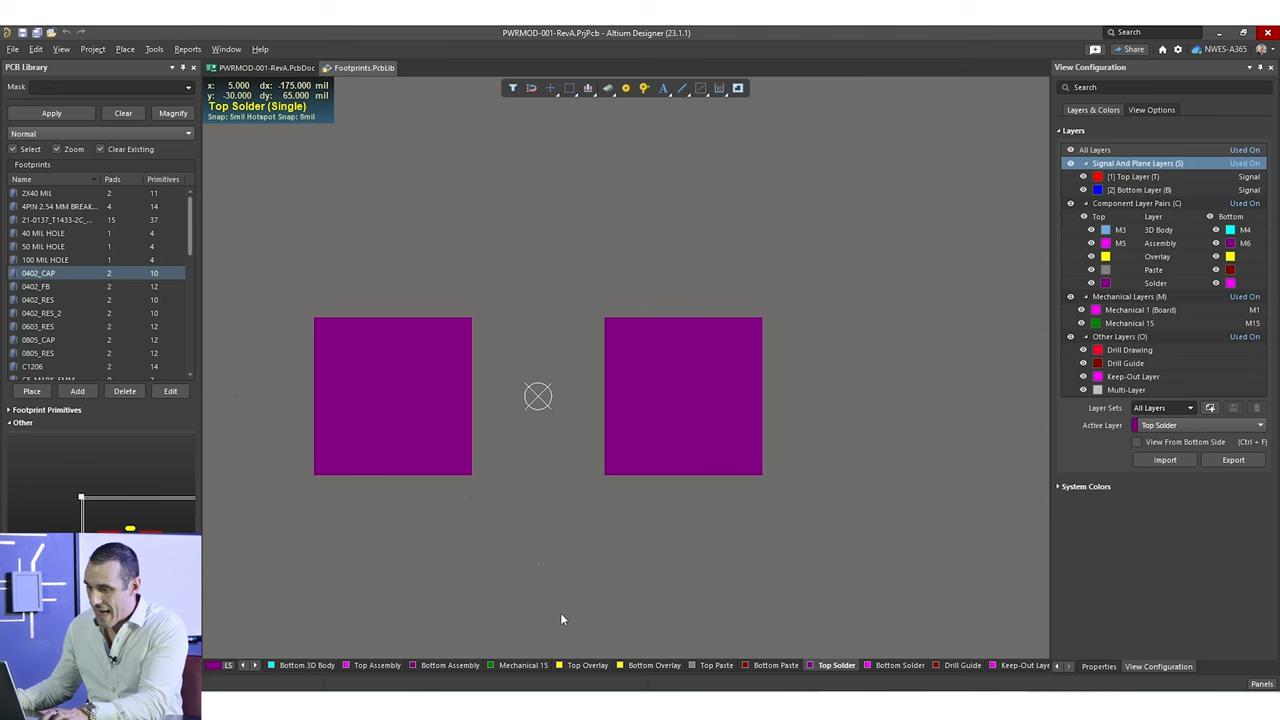 PWRMOD-001-RevA.PrjPcb - Altium Designer (23.1.1)
Search
File Edit View Project Place Tools Reports Window Help
Share
NWES-A365
PCB Library
PWRMOD-001-RevA.PcbDoc
Footprints.PcbLib
View Configuration
Mask
Apply Clear Magnify
Normal
Select Zoom Clear Existing
Footprints
Name Pads Primitives
2X40 MIL 2 11
4PIN 2.54 MM BREAK... 4 14
21-0137_T1433-2C_... 15 37
40 MIL HOLE 1 4
50 MIL HOLE 1 4
100 MIL HOLE 1 4
0402_CAP 2 10
0402_FB 2 12
0402_RES 2 10
0402_RES_2 2 10
0603_RES 2 12
0805_CAP 2 12
0805_RES 2 12
C1206 2 14
Place Add Delete Edit
Footprint Primitives
Other
x: 5.000 dx: -175.000 mil
y: -30.000 dy: 65.000 mil
Top Solder (Single)
Snap: 5mil Hotspot Snap: 8mil
Search
Layers & Colors View Options
Layers
All Layers Used On
Signal And Plane Layers (S) Used On
[1] Top Layer (T) Signal
[2] Bottom Layer (B) Signal
Component Layer Pairs (C) Used On
Top Layer Bottom
M3 3D Body M4
M5 Assembly M6
Overlay
Paste
Solder
Mechanical Layers (M) Used On
Mechanical 1 (Board) M1
Mechanical 15 M15
Other Layers (O) Used On
Drill Drawing
Drill Guide
Keep-Out Layer
Multi-Layer
Layer Sets All Layers
Active Layer Top Solder
View From Bottom Side (Ctrl + F)
Import Export
System Colors
LS Bottom 3D Body Top Assembly Bottom Assembly Mechanical 15 Top Overlay Bottom Overlay Top Paste Bottom Paste Top Solder Bottom Solder Drill Guide Keep-Out Laye
Properties View Configuration
Panels